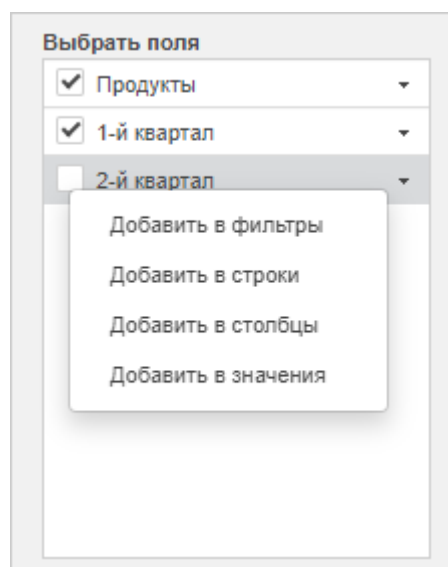 Выбрать поля
Продукты
1-й квартал
2-й квартал
Добавить в фильтры
Добавить в строки
Добавить в столбцы
Добавить в значения